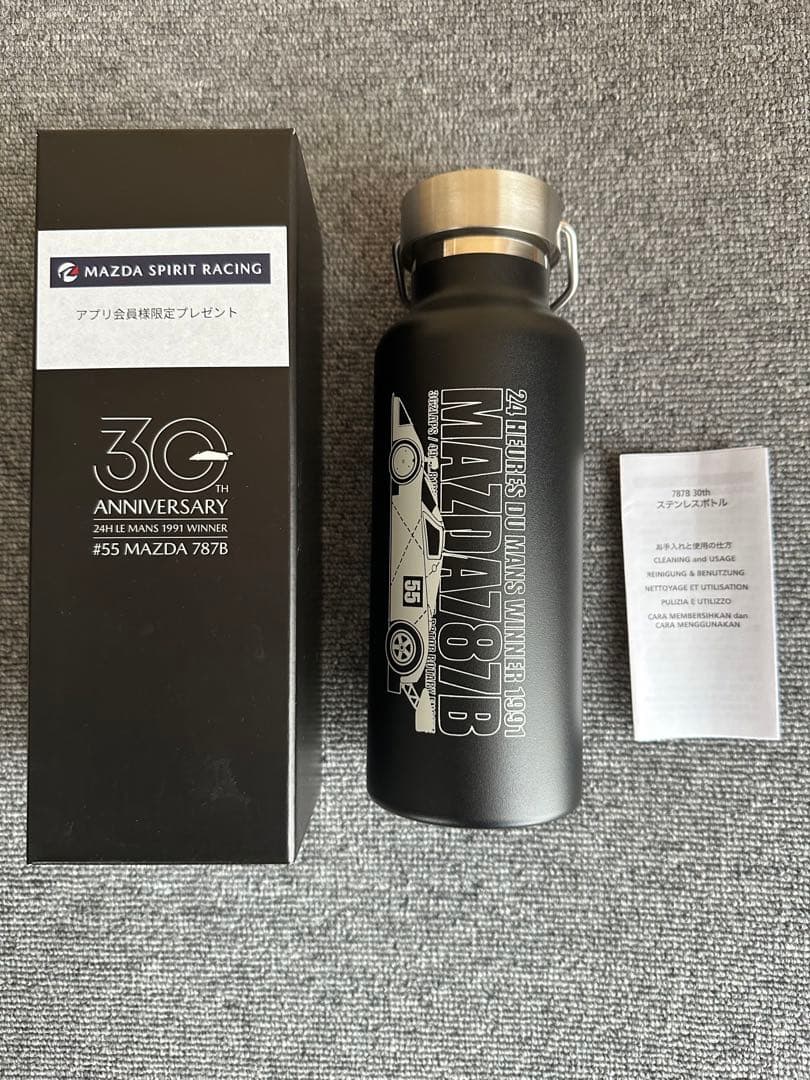 MAZDA SPIRIT RACING
アプリ会員様限定プレゼント
30TH
ANNIVERSARY
24H LE MANS 1991 WINNER
#55 MAZDA 787B
24 HEURES DU MANS WINNER 1991
MAZDA787B
55
787B 30th
ステンレスボトル
お手入れと使用の仕方
CLEANING and USAGE
REINIGUNG & BENUTZUNG
NETTOYAGE ET UTILISATION
PULIZIA E UTILIZZO
CARA MEMBERSIHKAN dan
CARA MENGGUNAKAN